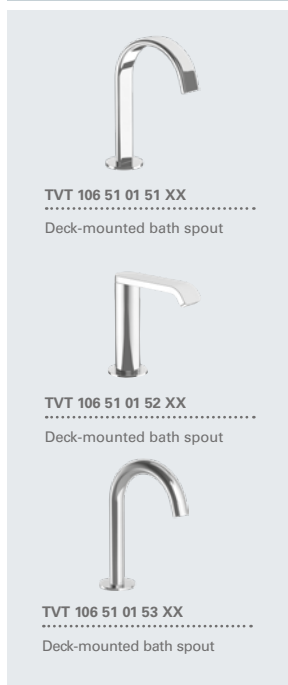 TVT 106 51 01 51 XX
Deck-mounted bath spout
TVT 106 51 01 52 XX
Deck-mounted bath spout
TVT 106 51 01 53 XX
Deck-mounted bath spout